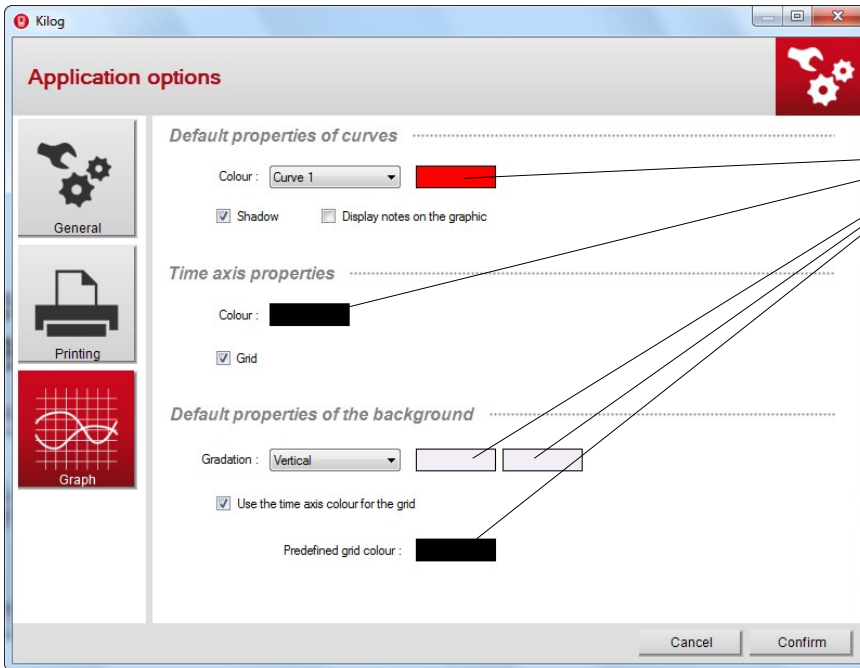 Kilog
Application options
General
Printing
Graph
Default properties of curves
Colour : Curve 1
Shadow Display notes on the graphic
Time axis properties
Colour :
Grid
Default properties of the background
Gradation : Vertical
Use the time axis colour for the grid
Predefined grid colour :
Cancel Confirm